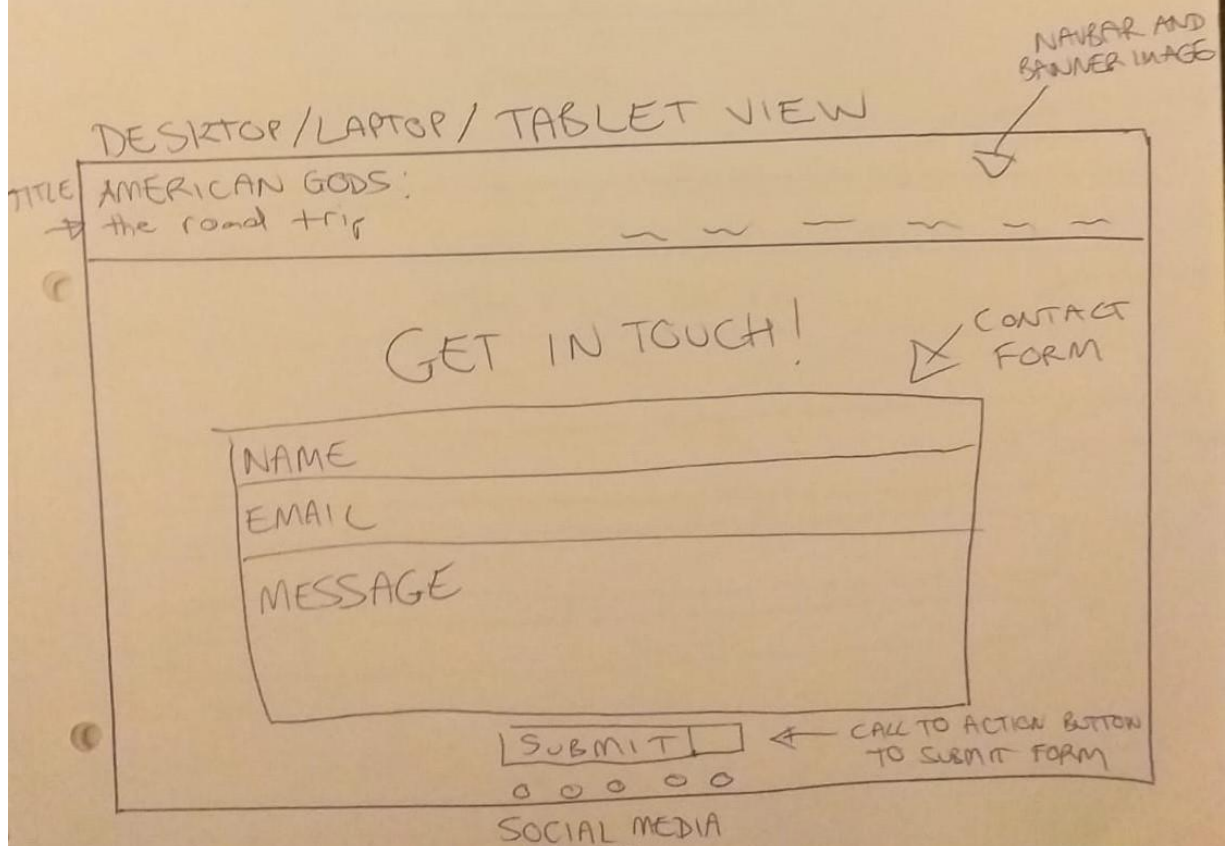 NAVBAR AND
BANNER IMAGE
DESKTOP/LAPTOP/TABLET VIEW
TITLE
AMERICAN GODS:
the road trip
GET IN TOUCH!
CONTACT
FORM
NAME
EMAIL
MESSAGE
SUBMIT
CALL TO ACTION BUTTON
TO SUBMIT FORM
SOCIAL MEDIA